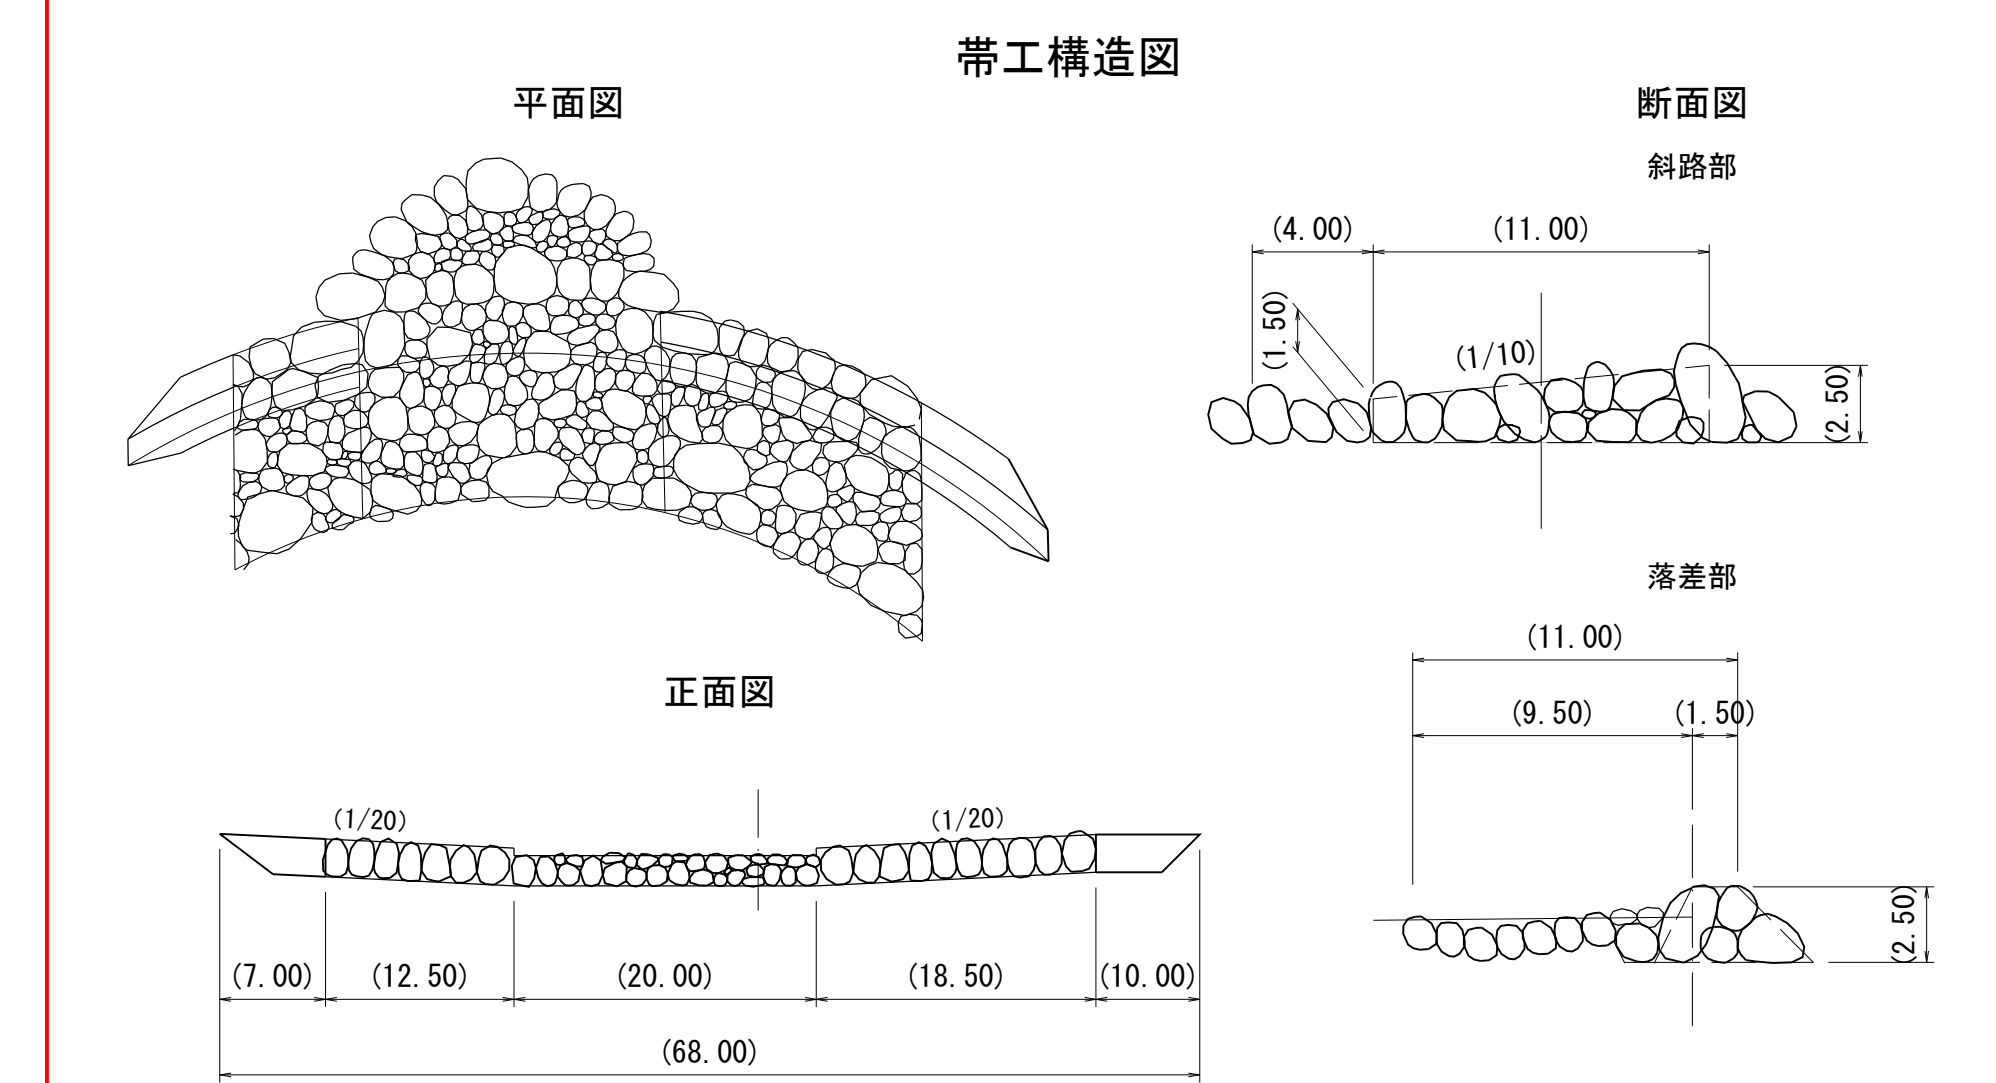 帯工構造図
平面図
断面図
斜路部
(4.00)
(11.00)
(1.50)
(1/10)
(2.50)
落差部
(11.00)
(9.50)
(1.50)
(2.50)
正面図
(1/20)
(1/20)
(7.00)
(12.50)
(20.00)
(18.50)
(10.00)
(68.00)